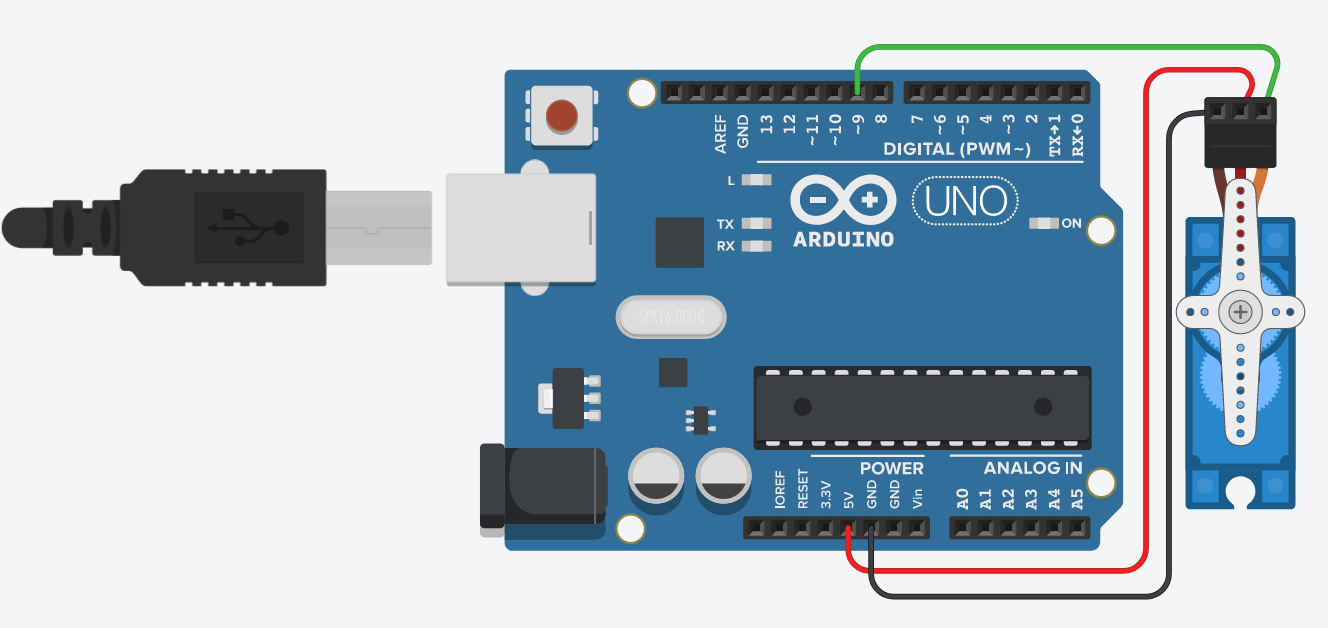 AREF
GND
13
12
~11
~10
~9
8
7
~6
~5
4
~3
2
TX→1
RX←0
DIGITAL (PWM ~)
L
TX
RX
ARDUINO
UNO
ON
SPK16.000G
POWER
ANALOG IN
IOREF
RESET
3.3V
5V
GND
GND
Vin
A0
A1
A2
A3
A4
A5